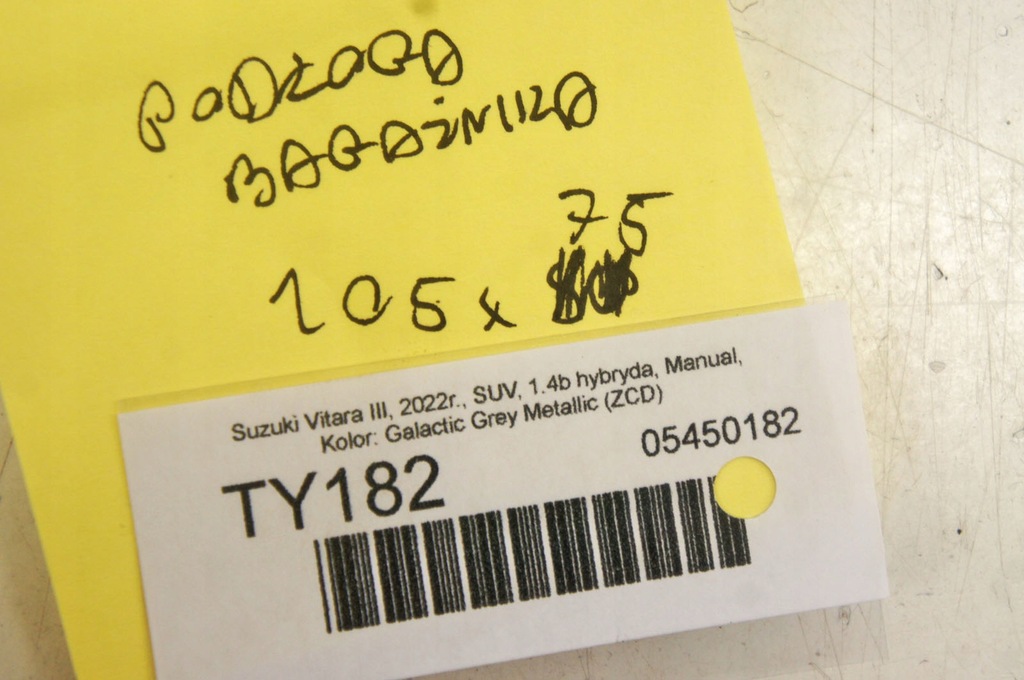 PODŁOGA
BAGAŻNIKA
75
105 x
Suzuki Vitara III, 2022r., SUV, 1.4b hybryda, Manual,
Kolor: Galactic Grey Metallic (ZCD)
05450182
TY182